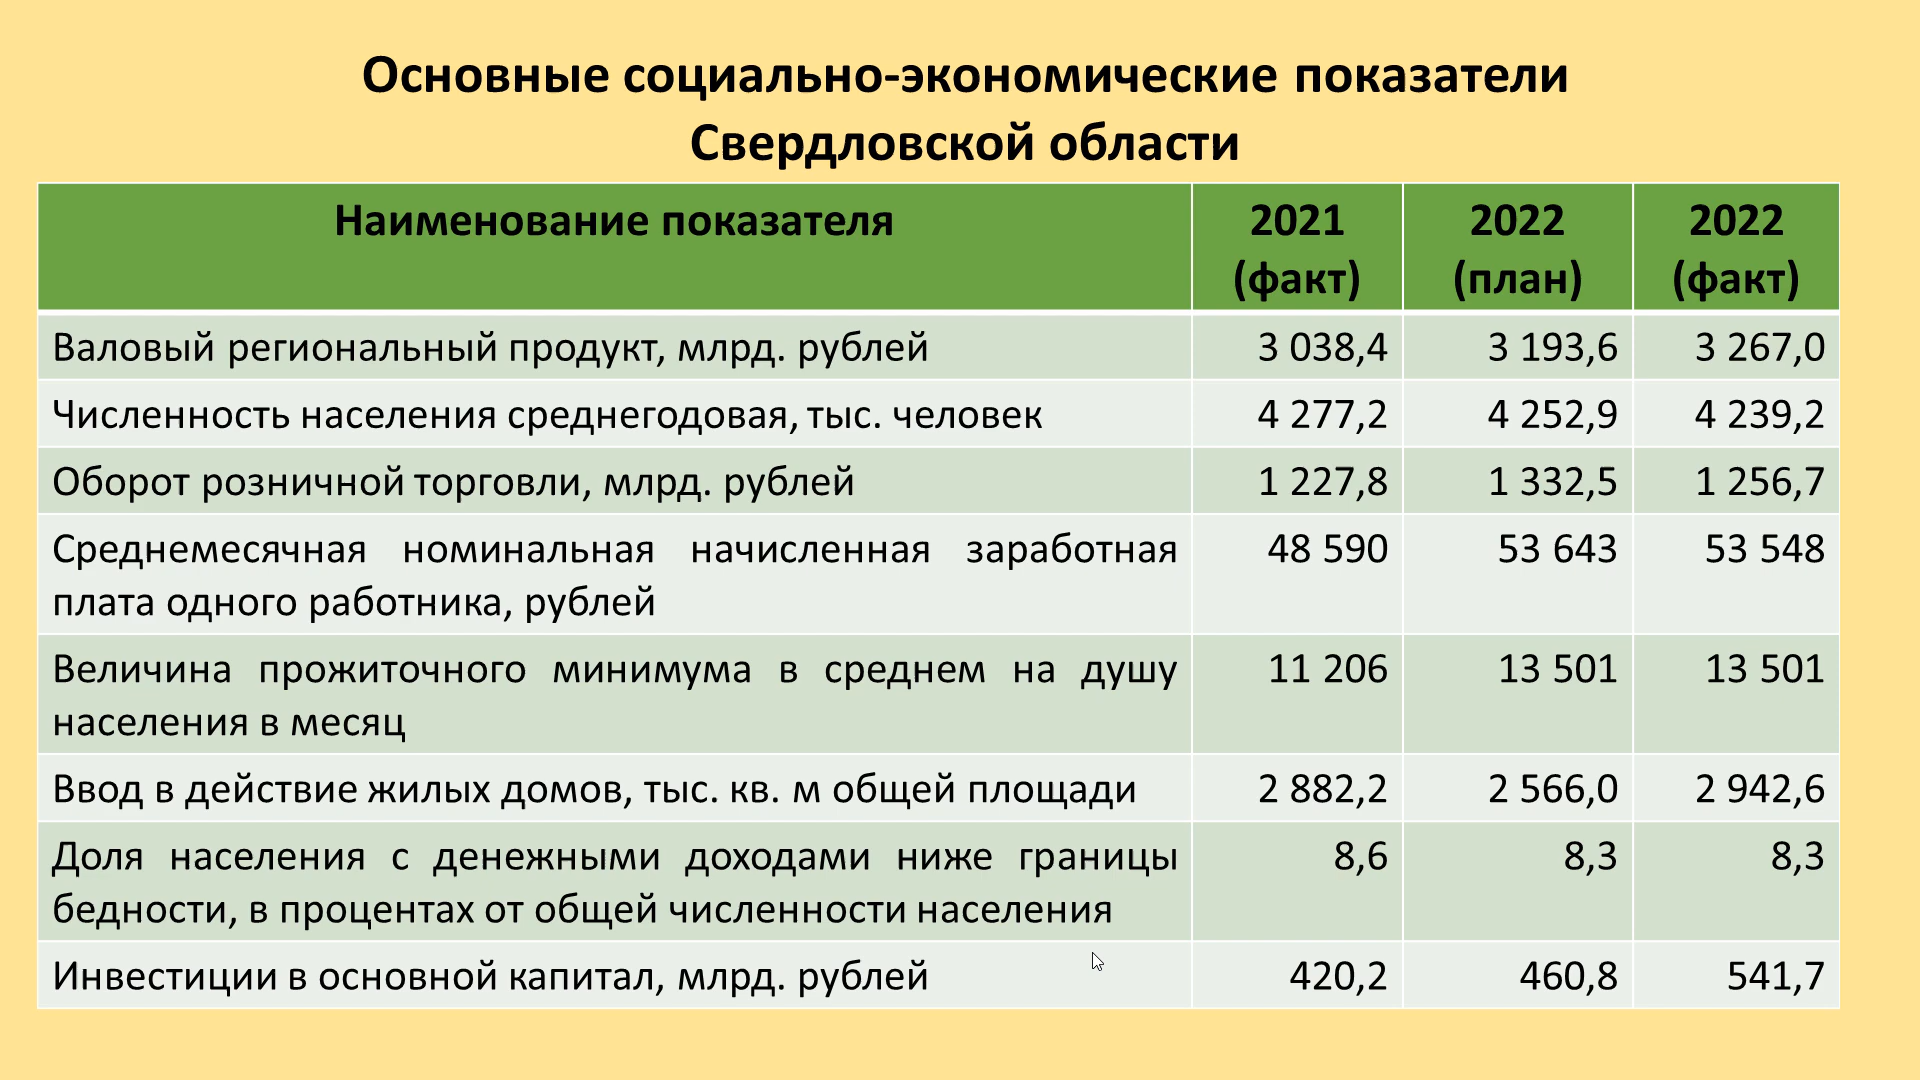 Основные социально-экономические показатели
Свердловской области
Наименование показателя 2021 (факт) 2022 (план) 2022 (факт)
Валовый региональный продукт, млрд. рублей 3 038,4 3 193,6 3 267,0
Численность населения среднегодовая, тыс. человек 4 277,2 4 252,9 4 239,2
Оборот розничной торговли, млрд. рублей 1 227,8 1 332,5 1 256,7
Среднемесячная номинальная начисленная заработная 48 590 53 643 53 548
плата одного работника, рублей
Величина прожиточного минимума в среднем на душу 11 206 13 501 13 501
населения в месяц
Ввод в действие жилых домов, тыс. кв. м общей площади 2 882,2 2 566,0 2 942,6
Доля населения с денежными доходами ниже границы 8,6 8,3 8,3
бедности, в процентах от общей численности населения
Инвестиции в основной капитал, млрд. рублей 420,2 460,8 541,7